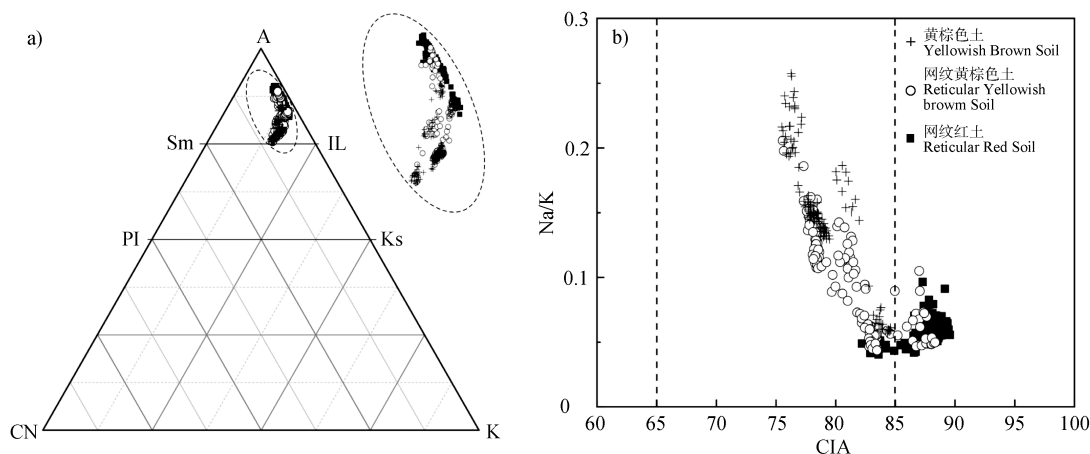 a)
A
Sm
IL
PI
Ks
CN
K
b)
0.3
0.2
0.1
0
Na/K
60
65
70
75
80
85
90
95
100
CIA
黄棕色土
Yellowish Brown Soil
网纹黄棕色土
Reticular Yellowish
browm Soil
网纹红土
Reticular Red Soil